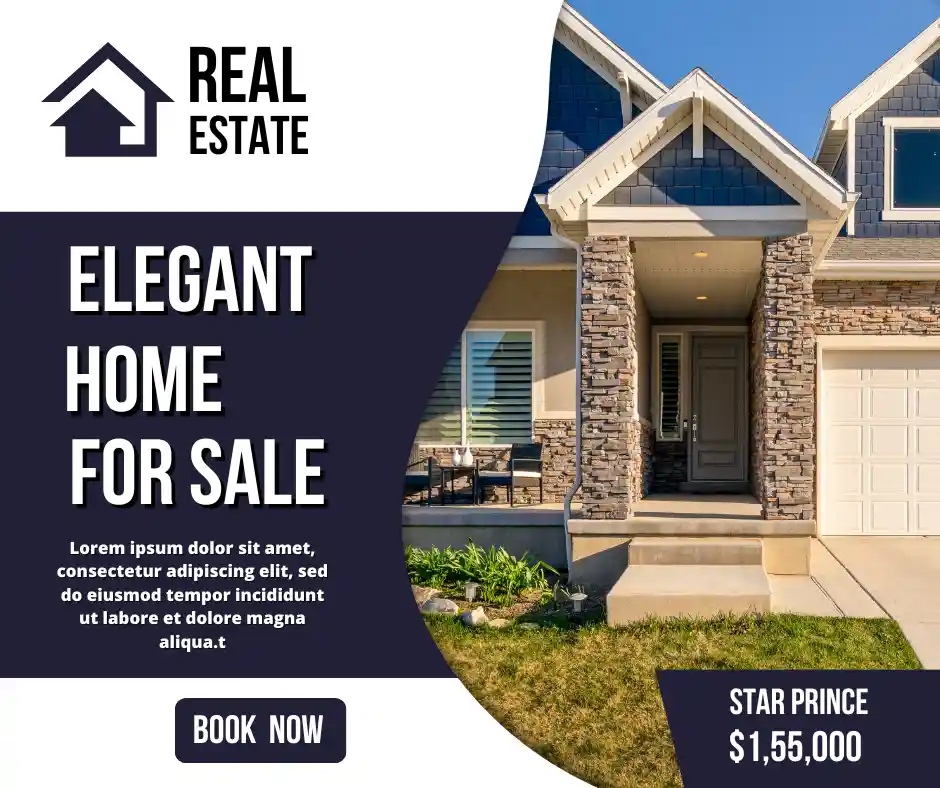 REAL
ESTATE
ELEGANT
HOME
FOR SALE
Lorem ipsum dolor sit amet,
consectetur adipiscing elit, sed
do eiusmod tempor incididunt
ut labore et dolore magna
aliqua.t
BOOK NOW
STAR PRINCE
$1,55,000